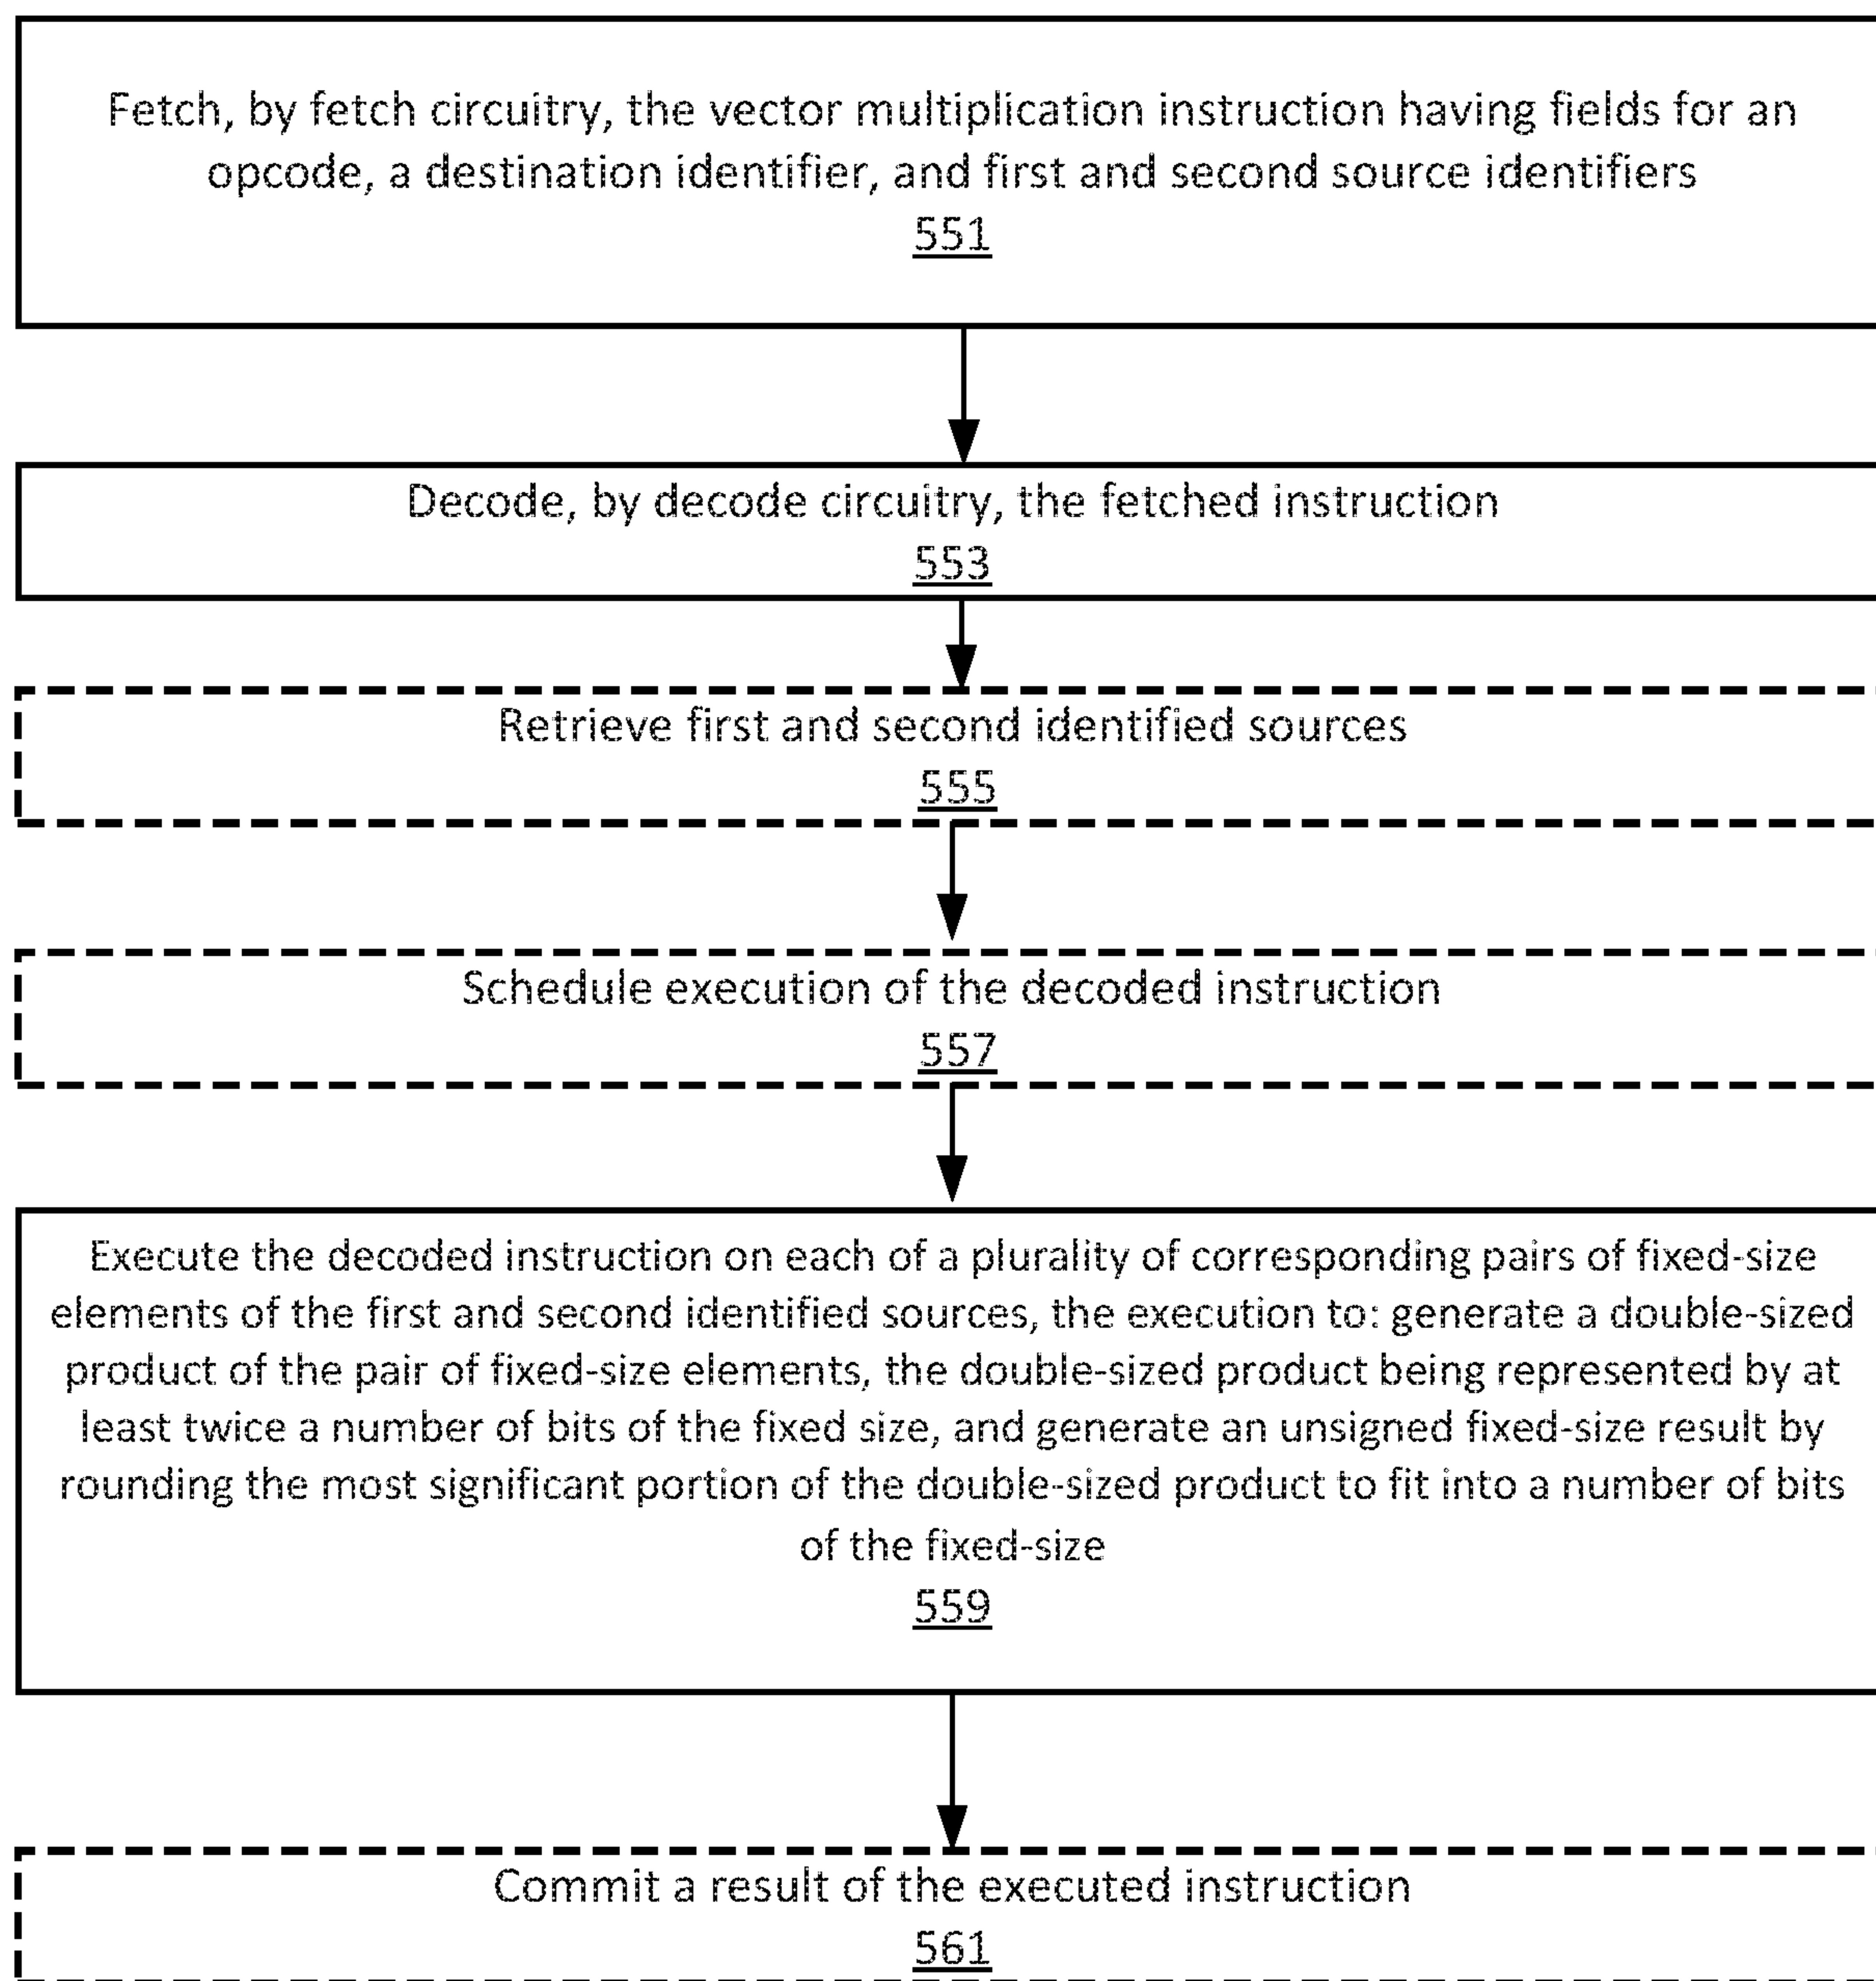 Fetch, by fetch circuitry, the vector multiplication instruction having fields for an
opcode, a destination identifier, and first and second source identifiers
551
Decode, by decode circuitry, the fetched instruction
553
Retrieve first and second identified sources
555
Schedule execution of the decoded instruction
557
Execute the decoded instruction on each of a plurality of corresponding pairs of fixed-size
elements of the first and second identified sources, the execution to: generate a double-sized
product of the pair of fixed-size elements, the double-sized product being represented by at
least twice a number of bits of the fixed size, and generate an unsigned fixed-size result by
rounding the most significant portion of the double-sized product to fit into a number of bits
of the fixed-size
559
Commit a result of the executed instruction
561